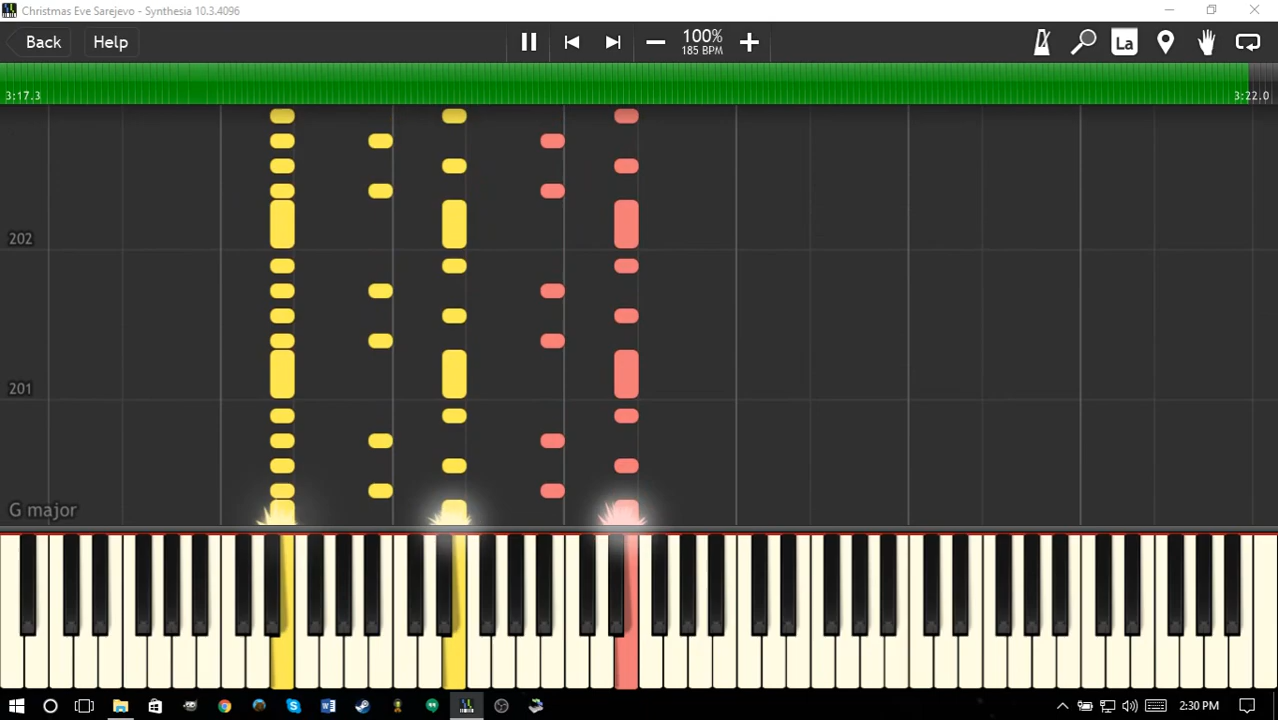 Christmas Eve Sarejevo - Synthesia 10.3.4096
Back
Help
100%
185 BPM
La
3:17.3
3:22.0
202
201
G major
2:30 PM